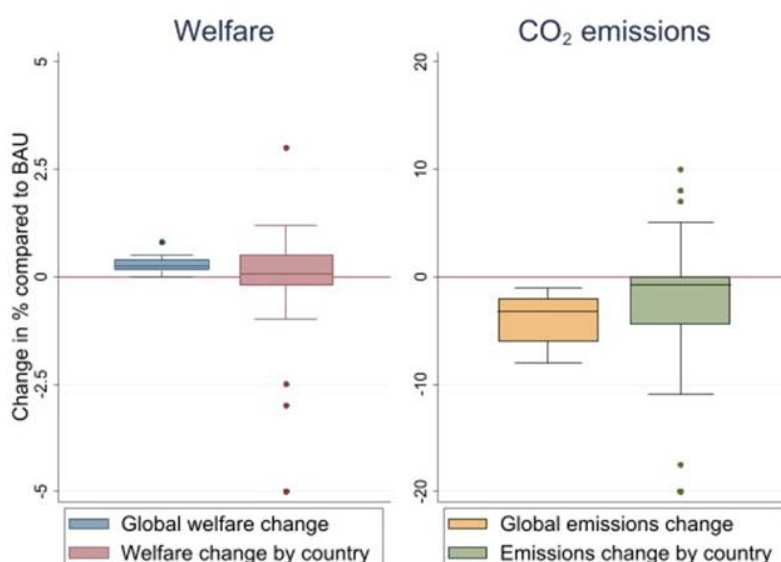 Welfare
CO₂ emissions
Change in % compared to BAU
5
2.5
0
-2.5
-5
20
10
0
-10
-20
Global welfare change
Welfare change by country
Global emissions change
Emissions change by country